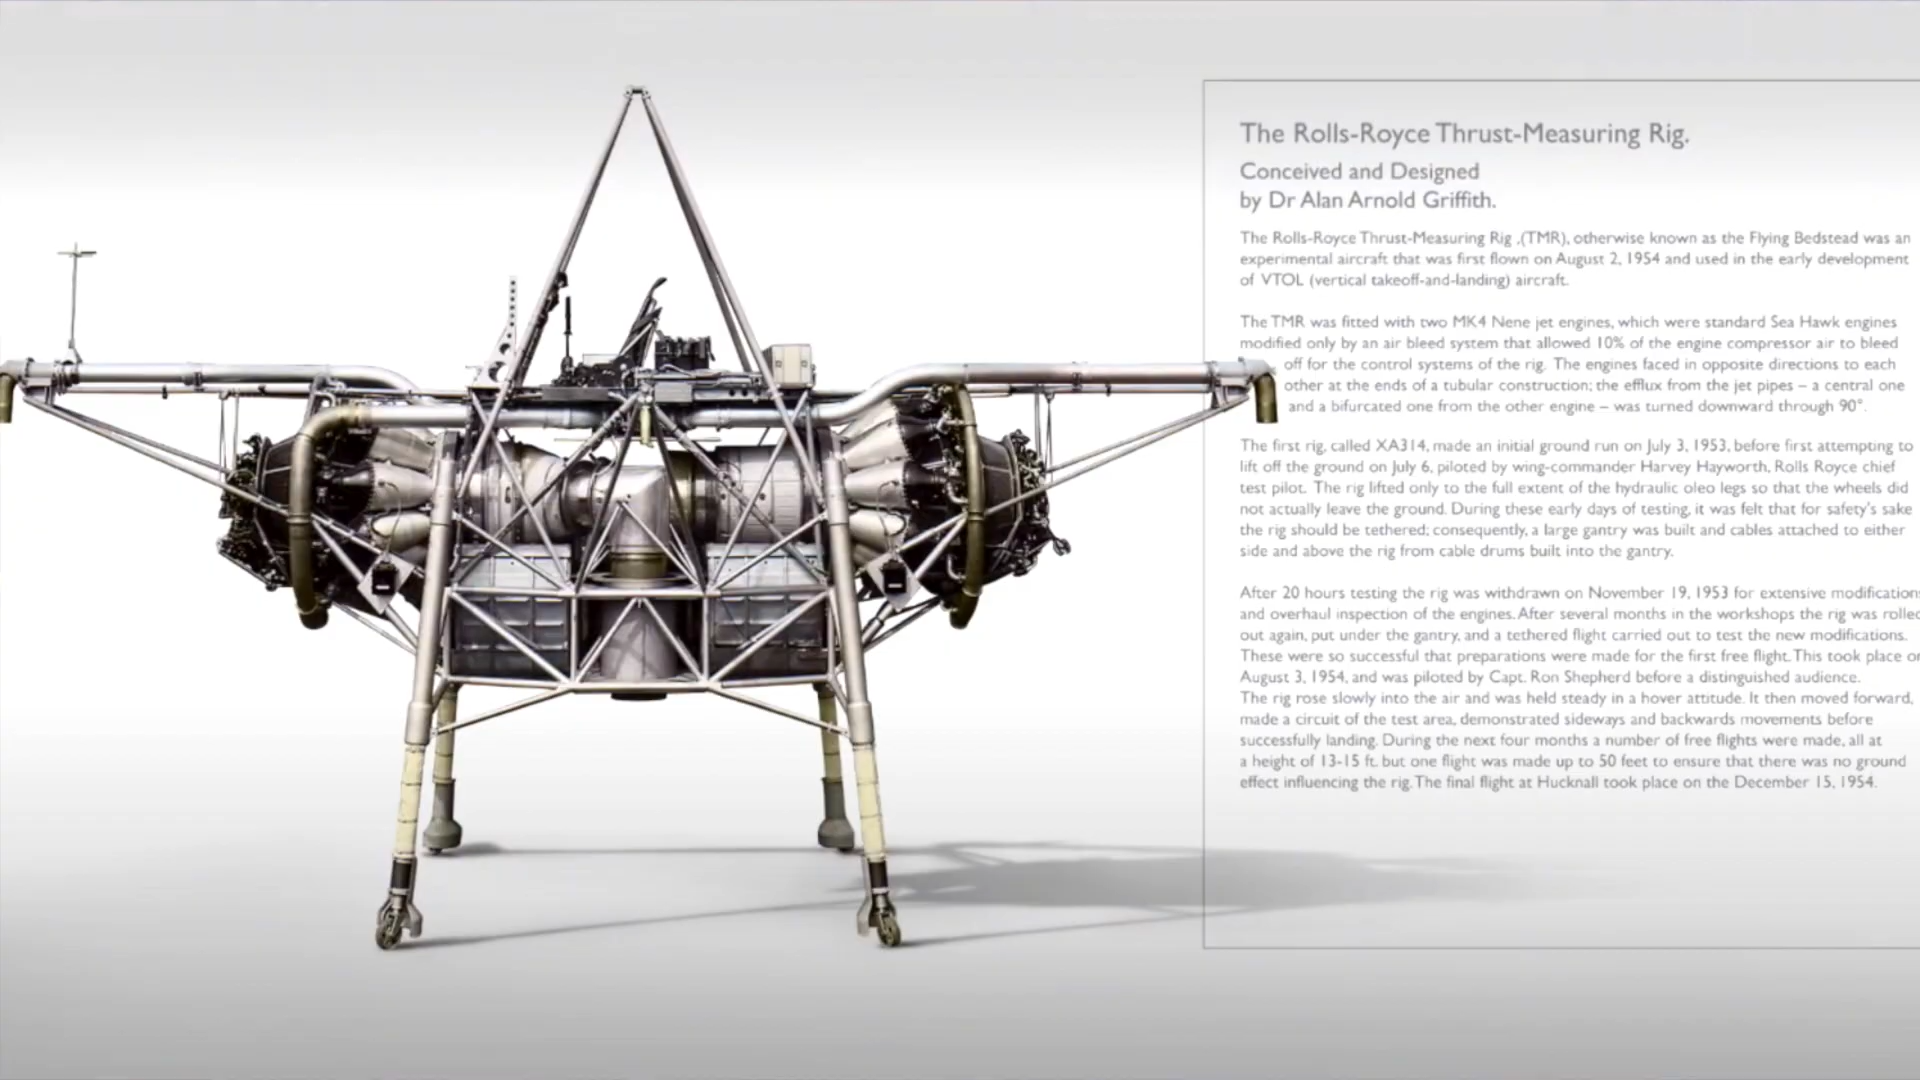 The Rolls-Royce Thrust-Measuring Rig.
Conceived and Designed
by Dr Alan Arnold Griffith.
The Rolls-Royce Thrust-Measuring Rig ,(TMR), otherwise known as the Flying Bedstead was an
experimental aircraft that was first flown on August 2, 1954 and used in the early development
of VTOL (vertical takeoff-and-landing) aircraft.
The TMR was fitted with two MK4 Nene jet engines, which were standard Sea Hawk engines
modified only by an air bleed system that allowed 10% of the engine compressor air to bleed
off for the control systems of the rig. The engines faced in opposite directions to each
other at the ends of a tubular construction; the efflux from the jet pipes – a central one
and a bifurcated one from the other engine – was turned downward through 90°.
The first rig, called XA314, made an initial ground run on July 3, 1953, before first attempting to
lift off the ground on July 6, piloted by wing-commander Harvey Hayworth, Rolls Royce chief
test pilot. The rig lifted only to the full extent of the hydraulic oleo legs so that the wheels did
not actually leave the ground. During these early days of testing, it was felt that for safety's sake
the rig should be tethered; consequently, a large gantry was built and cables attached to either
side and above the rig from cable drums built into the gantry.
After 20 hours testing the rig was withdrawn on November 19, 1953 for extensive modifications
and overhaul inspection of the engines. After several months in the workshops the rig was rolled
out again, put under the gantry, and a tethered flight carried out to test the new modifications.
These were so successful that preparations were made for the first free flight. This took place on
August 3, 1954, and was piloted by Capt. Ron Shepherd before a distinguished audience.
The rig rose slowly into the air and was held steady in a hover attitude. It then moved forward,
made a circuit of the test area, demonstrated sideways and backwards movements before
successfully landing. During the next four months a number of free flights were made, all at
a height of 13-15 ft. but one flight was made up to 50 feet to ensure that there was no ground
effect influencing the rig. The final flight at Hucknall took place on the December 15, 1954.